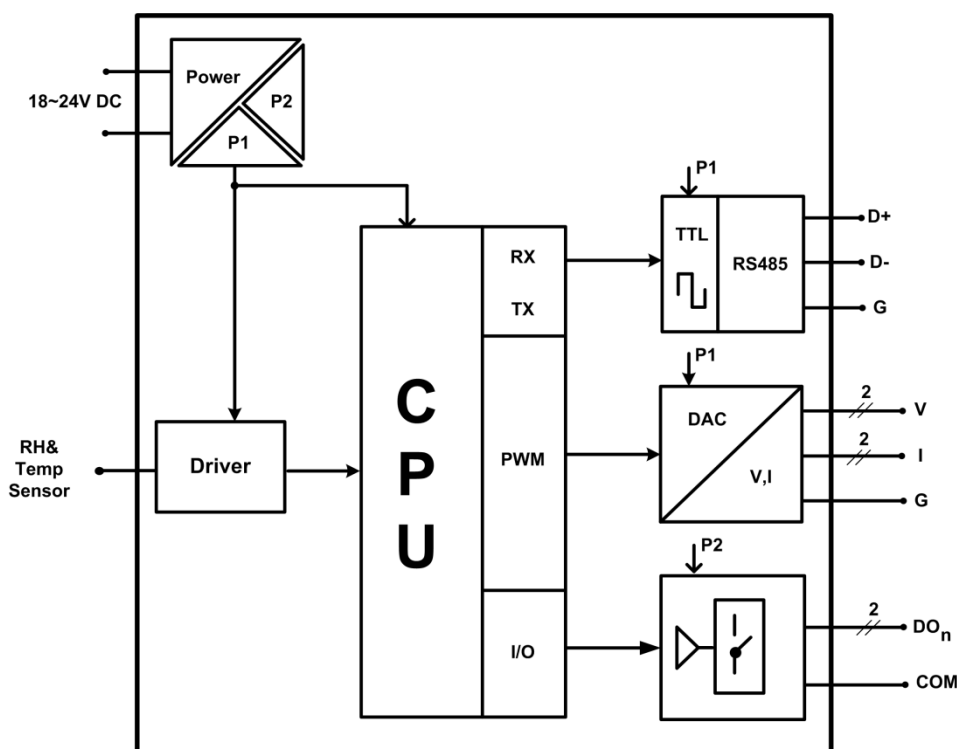 Power
P2
P1
18~24V DC
P1
TTL
RS485
D+
D-
G
RX
TX
CPU
PWM
I/O
P1
DAC
V,I
2
V
2
I
G
RH&
Temp
Sensor
Driver
P2
2
DOn
COM